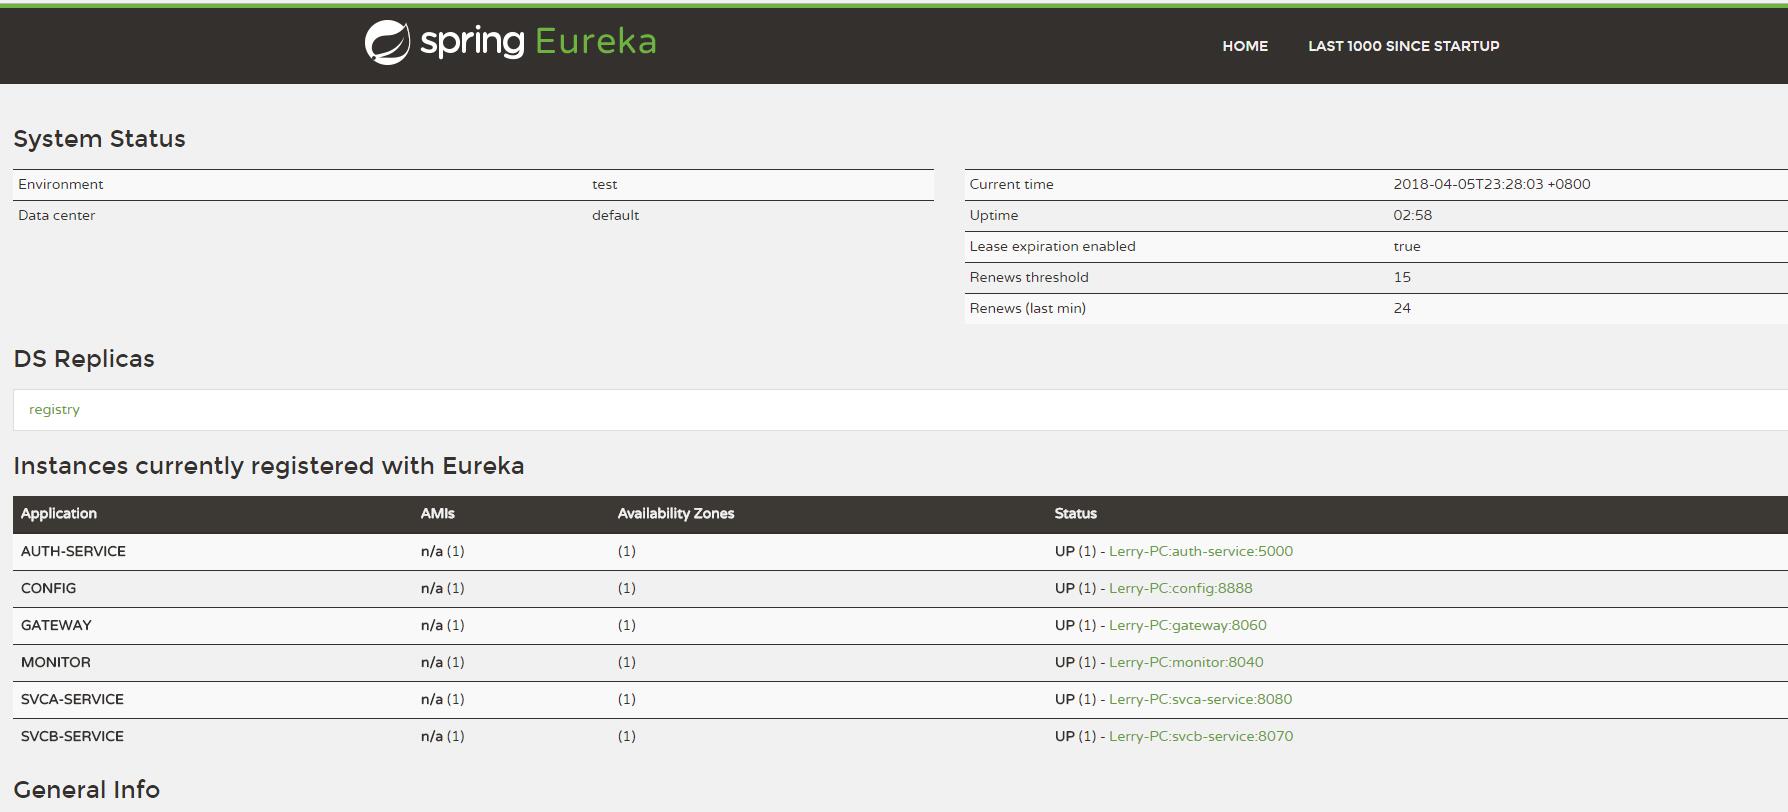 spring Eureka
HOME LAST 1000 SINCE STARTUP
System Status
Environment test
Data center default
Current time 2018-04-05T23:28:03 +0800
Uptime 02:58
Lease expiration enabled true
Renews threshold 15
Renews (last min) 24
DS Replicas
registry
Instances currently registered with Eureka
Application AMIs Availability Zones Status
AUTH-SERVICE n/a (1) (1) UP (1) - Lerry-PC:auth-service:5000
CONFIG n/a (1) (1) UP (1) - Lerry-PC:config:8888
GATEWAY n/a (1) (1) UP (1) - Lerry-PC:gateway:8060
MONITOR n/a (1) (1) UP (1) - Lerry-PC:monitor:8040
SVCA-SERVICE n/a (1) (1) UP (1) - Lerry-PC:svca-service:8080
SVCB-SERVICE n/a (1) (1) UP (1) - Lerry-PC:svcb-service:8070
General Info